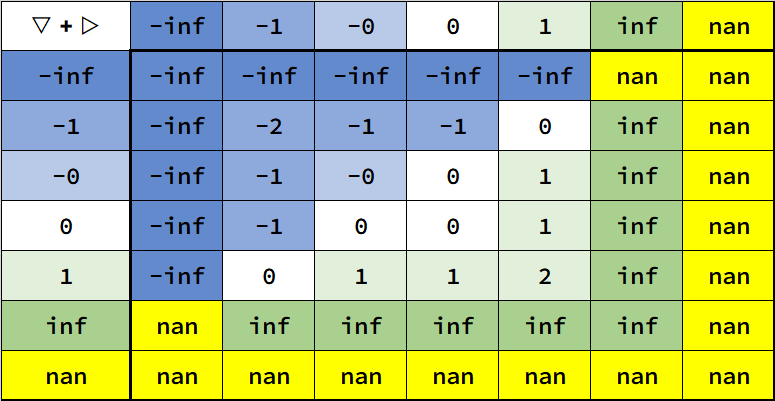 ▽ + ▷ -inf -1 -0 0 1 inf nan
-inf -inf -inf -inf -inf -inf nan nan
-1 -inf -2 -1 -1 0 inf nan
-0 -inf -1 -0 0 1 inf nan
0 -inf -1 0 0 1 inf nan
1 -inf 0 1 1 2 inf nan
inf nan inf inf inf inf inf nan
nan nan nan nan nan nan nan nan